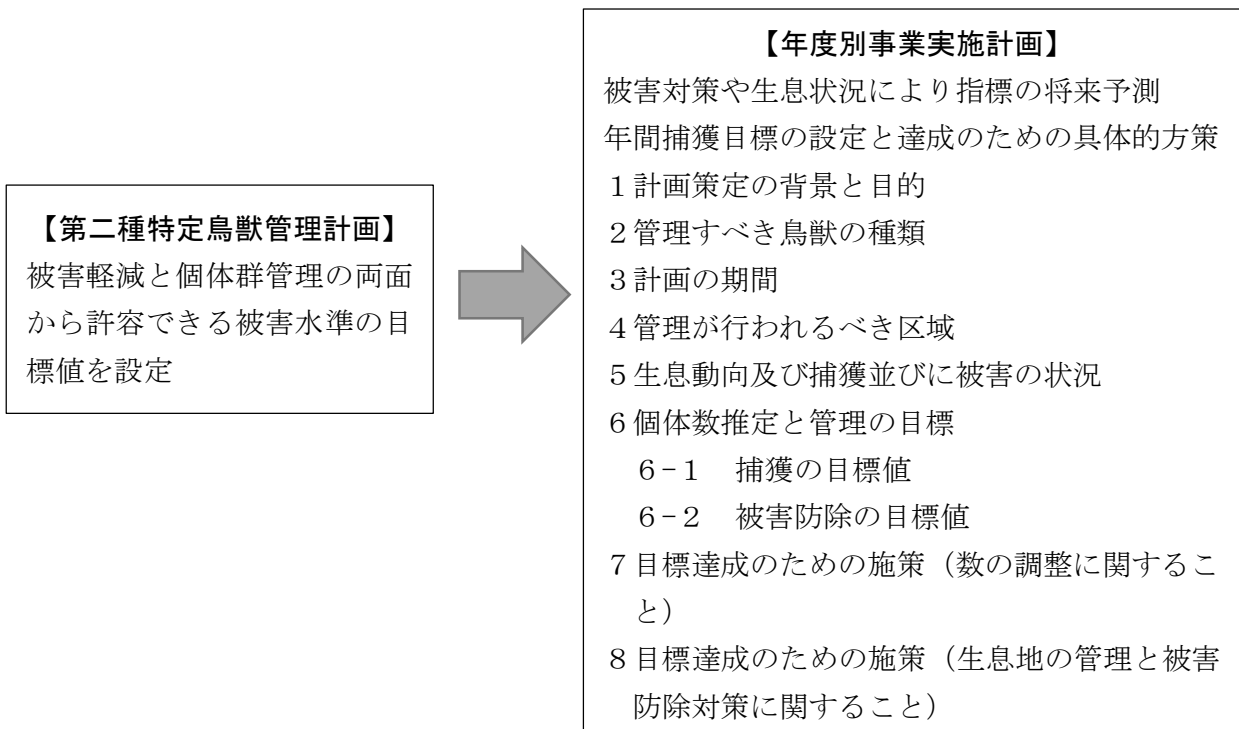 【第二種特定鳥獣管理計画】
被害軽減と個体群管理の両面
から許容できる被害水準の目
標値を設定
【年度別事業実施計画】
被害対策や生息状況により指標の将来予測
年間捕獲目標の設定と達成のための具体的方策
１計画策定の背景と目的
２管理すべき鳥獣の種類
３計画の期間
４管理が行われるべき区域
５生息動向及び捕獲並びに被害の状況
６個体数推定と管理の目標
６-１　捕獲の目標値
６-２　被害防除の目標値
７目標達成のための施策（数の調整に関するこ
と）
８目標達成のための施策（生息地の管理と被害
防除対策に関すること）